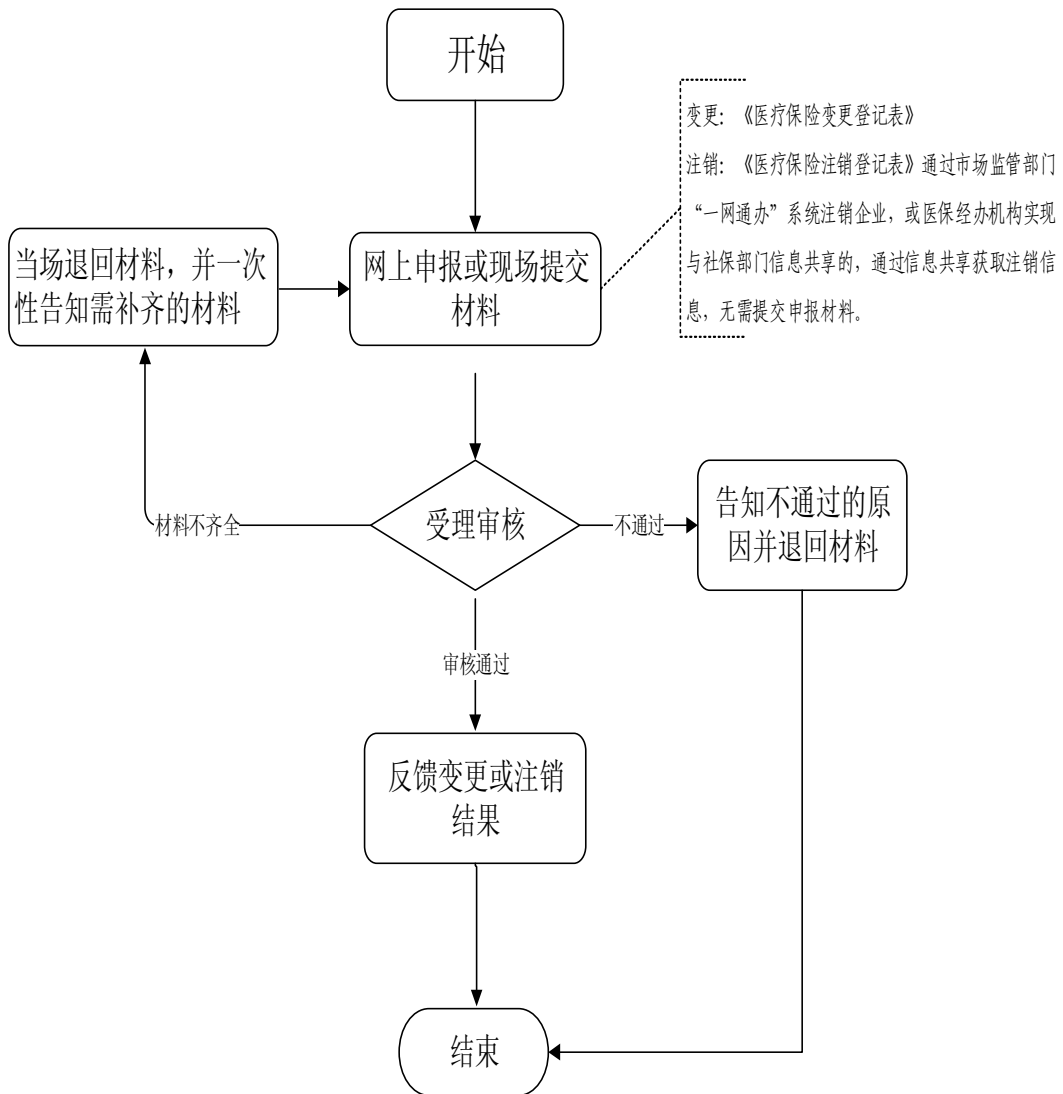 开始
变更：《医疗保险变更登记表》
注销：《医疗保险注销登记表》通过市场监管部门
“一网通办”系统注销企业，或医保经办机构实现
与社保部门信息共享的，通过信息共享获取注销信
息，无需提交申报材料。
当场退回材料，并一次
性告知需补齐的材料
网上申报或现场提交
材料
材料不齐全
受理审核
不通过
告知不通过的原
因并退回材料
审核通过
反馈变更或注销
结果
结束